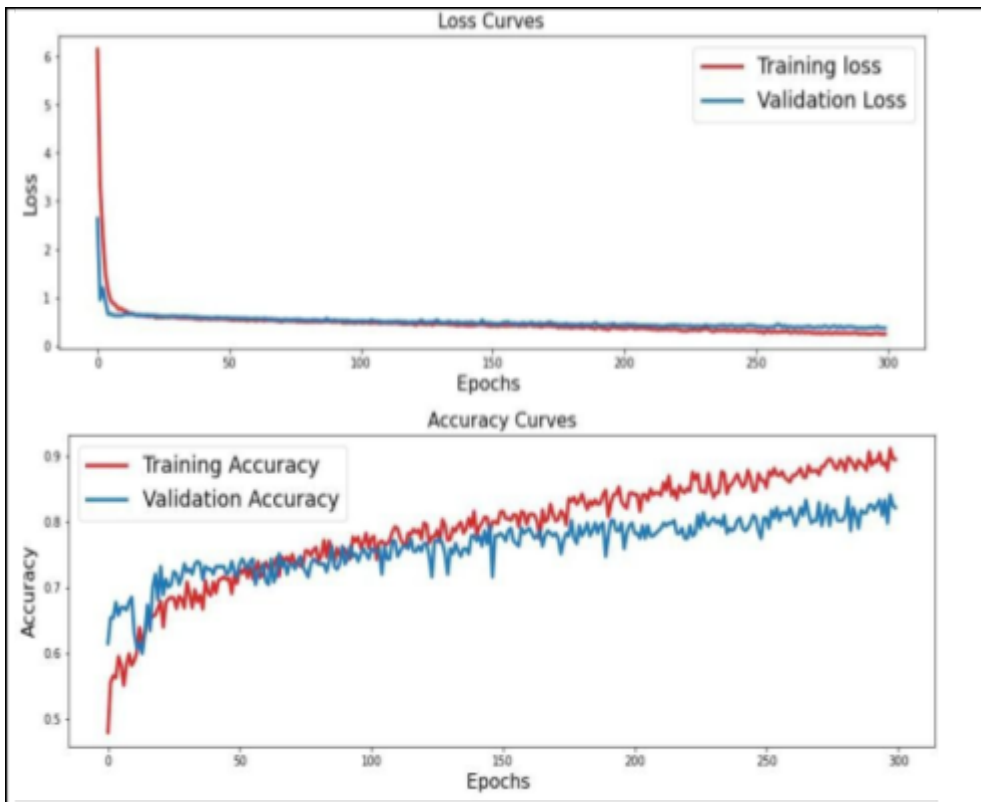 Loss Curves
6
5
4
3
2
1
0
Loss
Training loss
Validation Loss
0 50 100 150 200 250 300
Epochs
Accuracy Curves
0.9
0.8
0.7
0.6
0.5
Accuracy
Training Accuracy
Validation Accuracy
0 50 100 150 200 250 300
Epochs